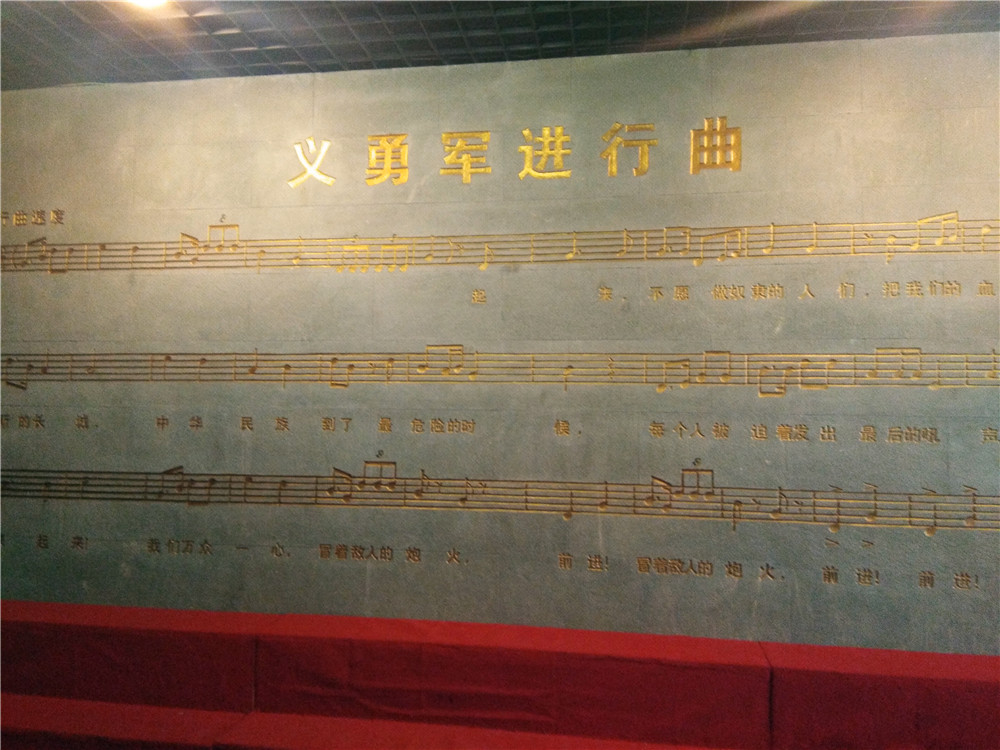 义勇军进行曲
行曲速度
起 来, 不愿 做奴隶的 人 们, 把我们的 血
新的长 城, 中 华 民 族 到了 最 危险的时 候, 每个人被 迫着发出 最后的吼 声
起 来! 我们万众 一 心, 冒着敌人的 炮 火, 前 进! 冒着敌人的 炮 火, 前 进! 前 进!